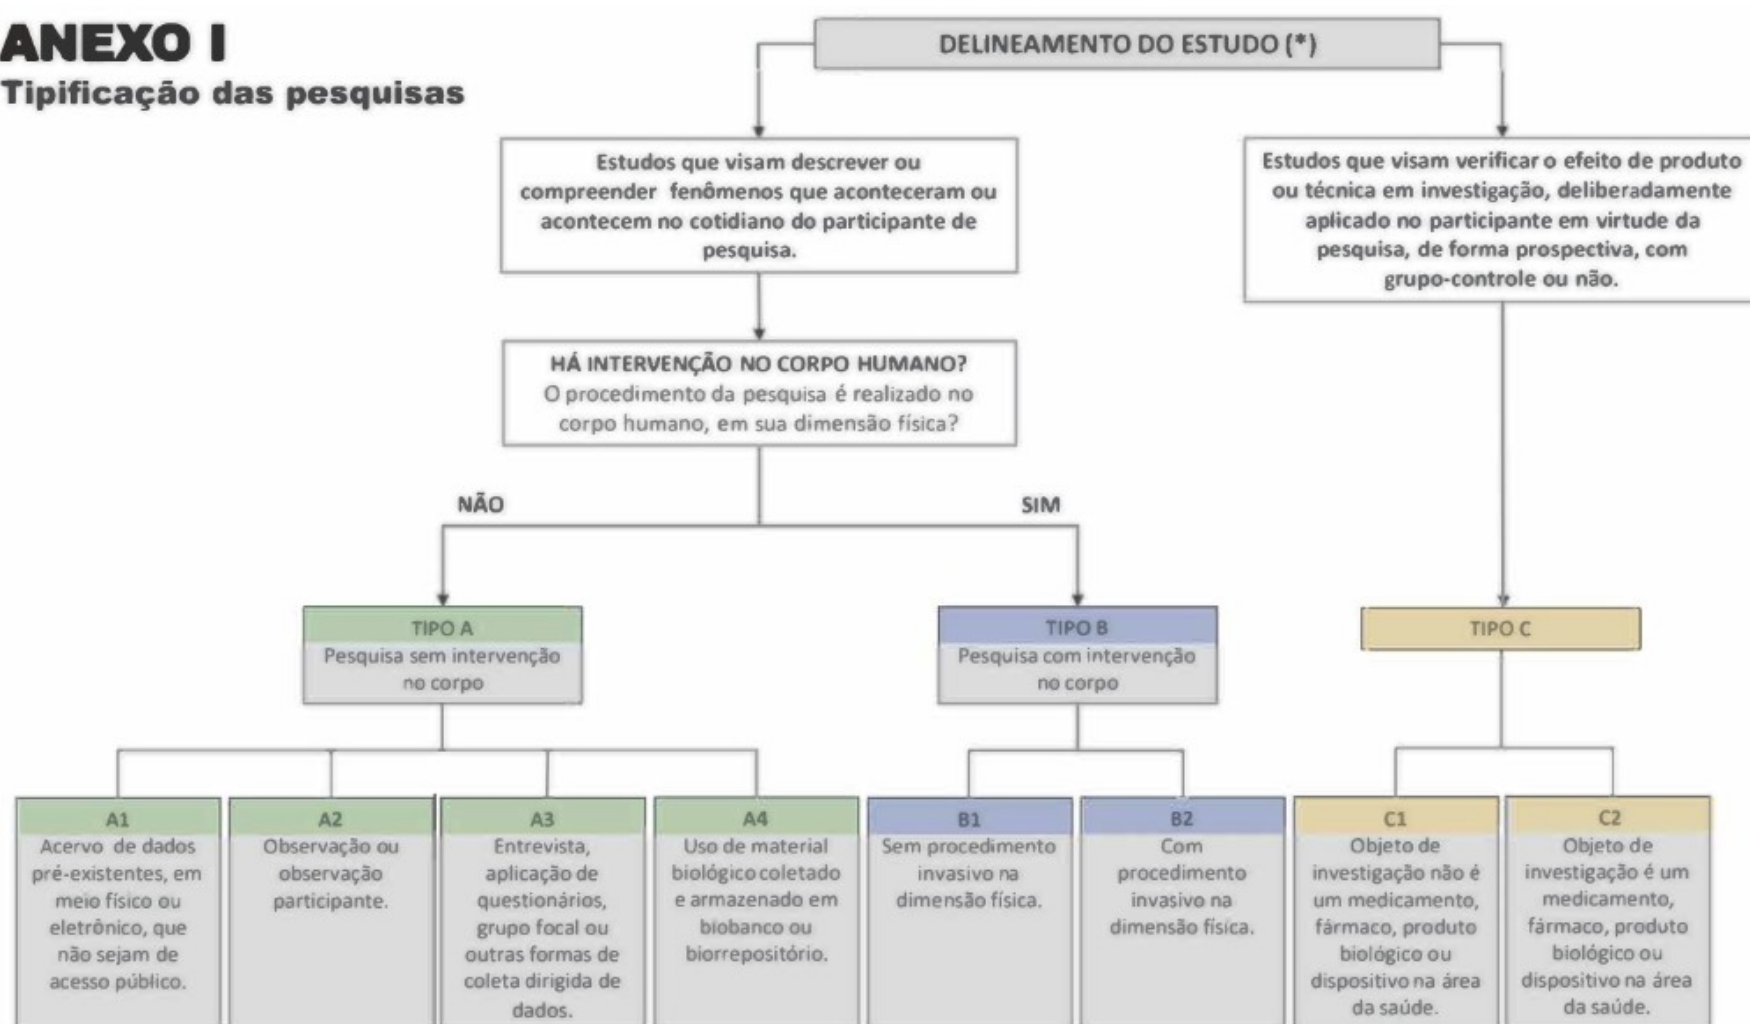 ANEXO I
Tipificação das pesquisas
DELINEAMENTO DO ESTUDO (*)
Estudos que visam descrever ou
compreender fenômenos que aconteceram ou
acontecem no cotidiano do participante de
pesquisa.
Estudos que visam verificar o efeito de produto
ou técnica em investigação, deliberadamente
aplicado no participante em virtude da
pesquisa, de forma prospectiva, com
grupo-controle ou não.
HÁ INTERVENÇÃO NO CORPO HUMANO?
O procedimento da pesquisa é realizado no
corpo humano, em sua dimensão física?
NÃO
SIM
TIPO A
Pesquisa sem intervenção
no corpo
TIPO B
Pesquisa com intervenção
no corpo
TIPO C
A1
Acervo de dados
pré-existentes, em
meio físico ou
eletrônico, que
não sejam de
acesso público.
A2
Observação ou
observação
participante.
A3
Entrevista,
aplicação de
questionários,
grupo focal ou
outras formas de
coleta dirigida de
dados.
A4
Uso de material
biológico coletado
e armazenado em
biobanco ou
biorrepositório.
B1
Sem procedimento
invasivo na
dimensão física.
B2
Com
procedimento
invasivo na
dimensão física.
C1
Objeto de
investigação não é
um medicamento,
fármaco, produto
biológico ou
dispositivo na área
da saúde.
C2
Objeto de
investigação é um
medicamento,
fármaco, produto
biológico ou
dispositivo na área
da saúde.